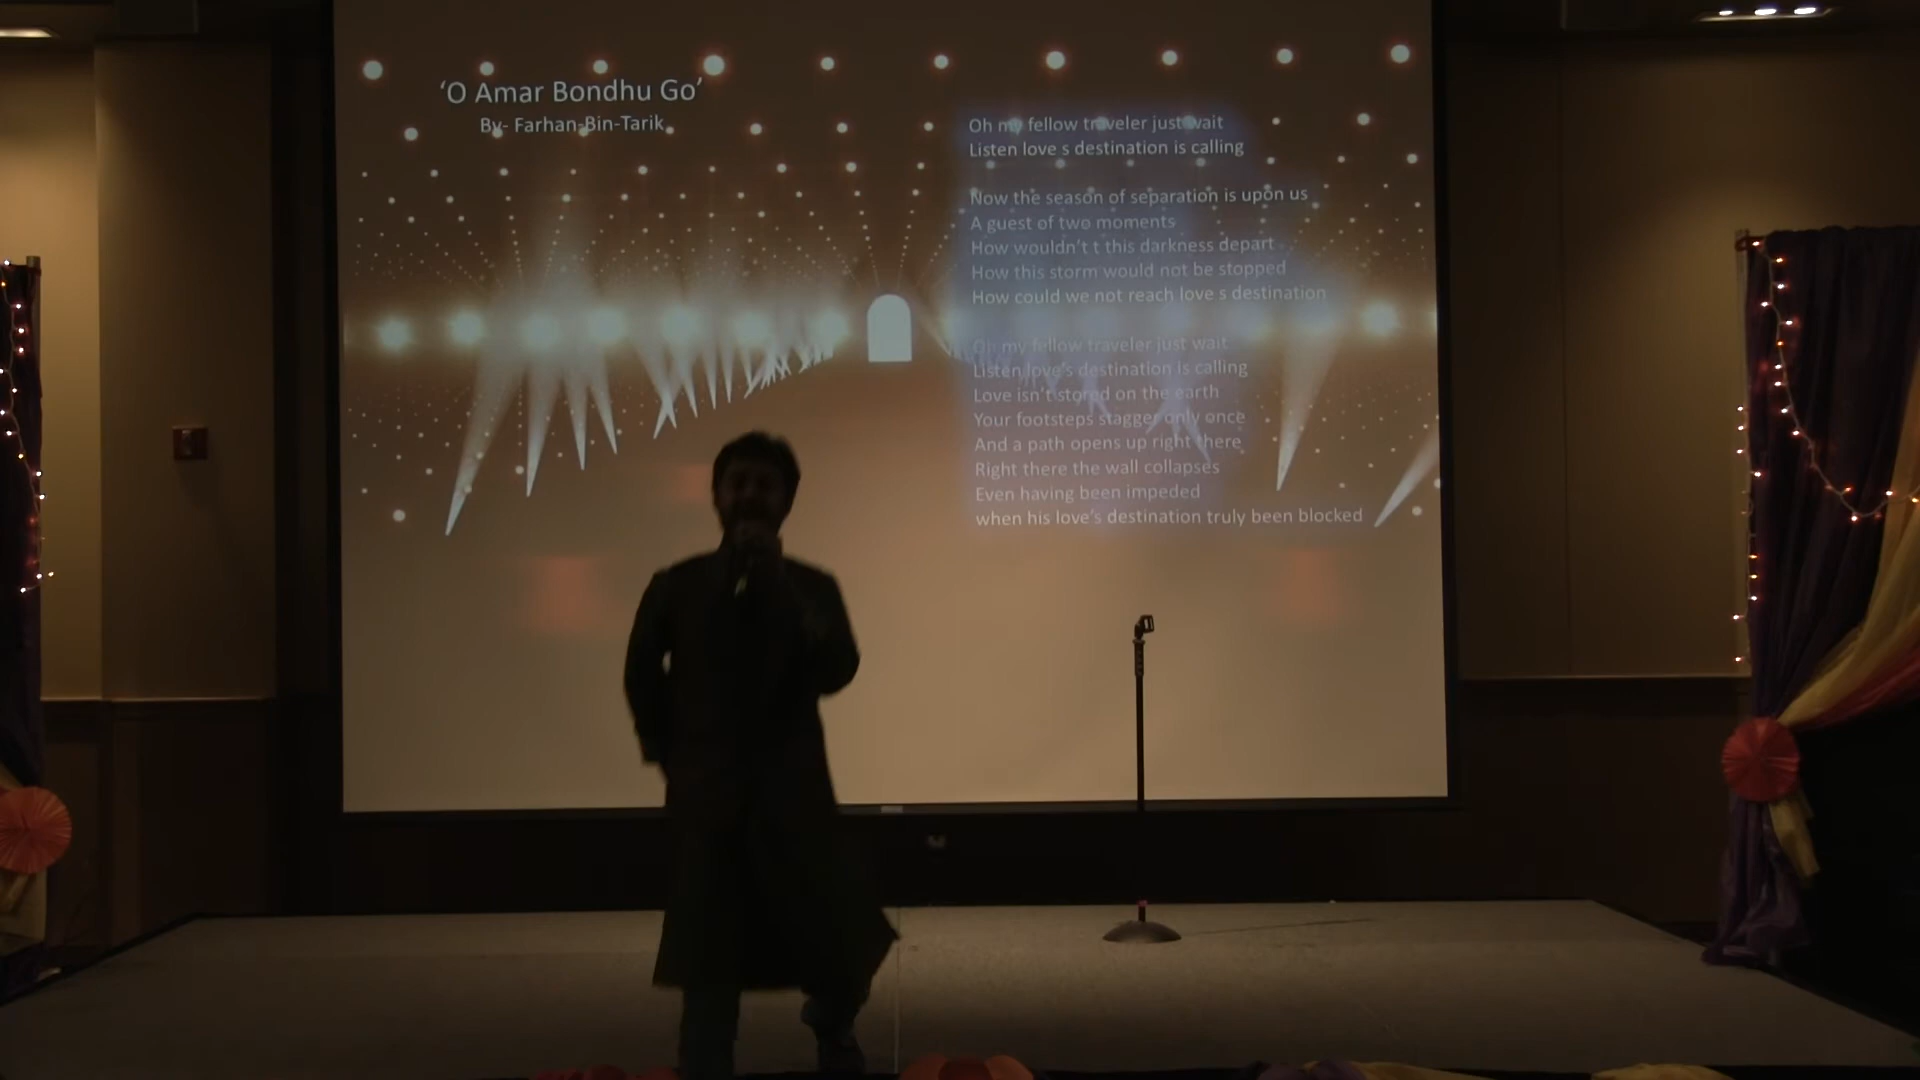 ‘O Amar Bondhu Go’
By- Farhan-Bin-Tarik
Oh my fellow traveler just wait
Listen love s destination is calling
Now the season of separation is upon us
A guest of two moments
How wouldn’t t this darkness depart
How this storm would not be stopped
How could we not reach love s destination
Oh my fellow traveler just wait
Listen love’s destination is calling
Love isn’t stored on the earth
Your footsteps stagger only once
And a path opens up right there
Right there the wall collapses
Even having been impeded
when his love’s destination truly been blocked